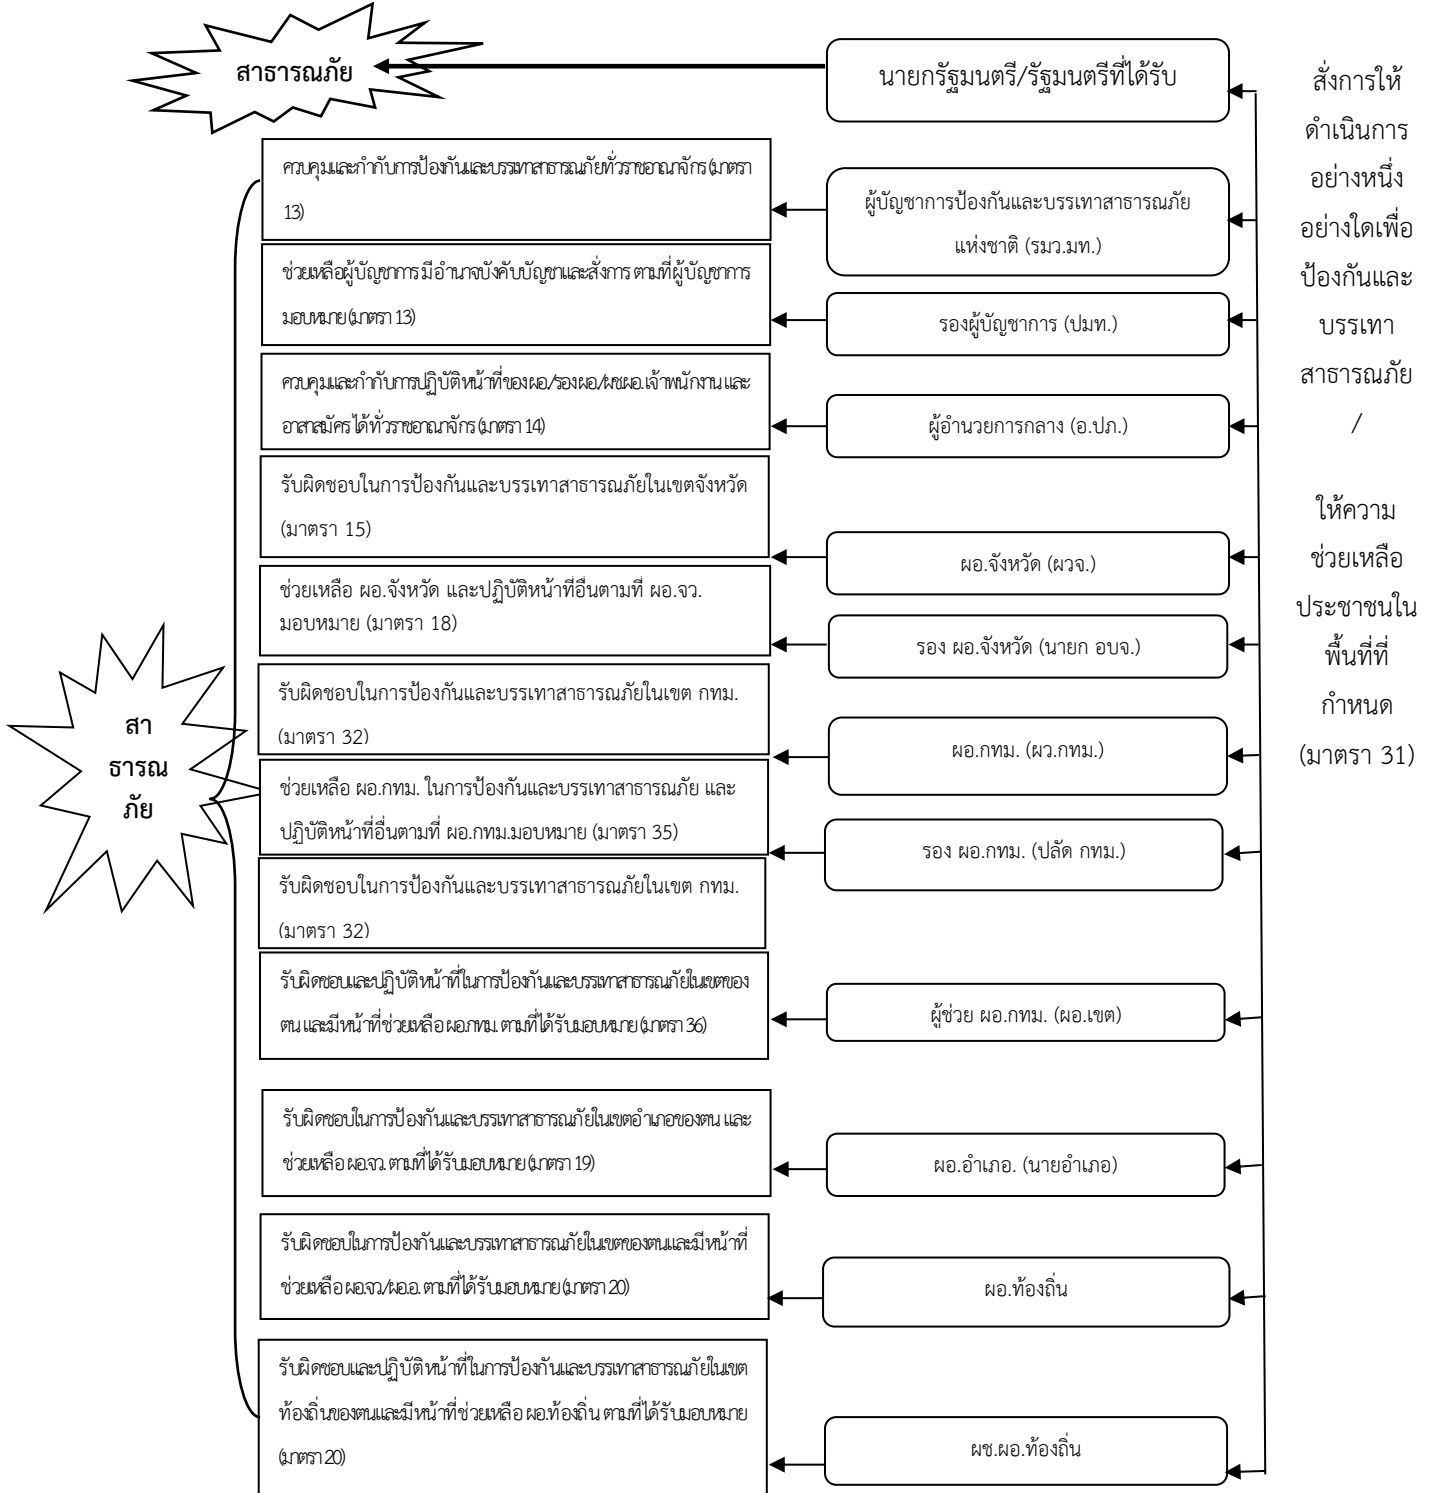 สาธารณภัย
นายกรัฐมนตรี/รัฐมนตรีที่ได้รับ
ควบคุมและกำกับการป้องกันและบรรเทาสาธารณภัยทั่วราชอาณาจักร (มาตรา
13)
ผู้บัญชาการป้องกันและบรรเทาสาธารณภัย
แห่งชาติ (รมว.มท.)
ช่วยเหลือผู้บัญชาการ มีอำนาจบังคับบัญชาและสั่งการ ตามที่ผู้บัญชาการ
มอบหมาย (มาตรา 13)
รองผู้บัญชาการ (ปมท.)
ควบคุมและกำกับการปฏิบัติหน้าที่ของ ผอ./รอง ผอ./ผช.ผอ. เจ้าพนักงาน และ
อาสาสมัคร ได้ทั่วราชอาณาจักร (มาตรา 14)
ผู้อำนวยการกลาง (อ.ปภ.)
รับผิดชอบในการป้องกันและบรรเทาสาธารณภัยในเขตจังหวัด
(มาตรา 15)
ผอ.จังหวัด (ผวจ.)
ช่วยเหลือ ผอ.จังหวัด และปฏิบัติหน้าที่อื่นตามที่ ผอ.จว.
มอบหมาย (มาตรา 18)
รอง ผอ.จังหวัด (นายก อบจ.)
รับผิดชอบในการป้องกันและบรรเทาสาธารณภัยในเขต กทม.
(มาตรา 32)
ผอ.กทม. (ผว.กทม.)
ช่วยเหลือ ผอ.กทม. ในการป้องกันและบรรเทาสาธารณภัย และ
ปฏิบัติหน้าที่อื่นตามที่ ผอ.กทม.มอบหมาย (มาตรา 35)
รอง ผอ.กทม. (ปลัด กทม.)
รับผิดชอบในการป้องกันและบรรเทาสาธารณภัยในเขต กทม.
(มาตรา 32)
รับผิดชอบและปฏิบัติหน้าที่ในการป้องกันและบรรเทาสาธารณภัยในเขตของ
ตน และมีหน้าที่ช่วยเหลือ ผอ.กทม. ตามที่ได้รับมอบหมาย (มาตรา 36)
ผู้ช่วย ผอ.กทม. (ผอ.เขต)
รับผิดชอบในการป้องกันและบรรเทาสาธารณภัยในเขตอำเภอของตน และ
ช่วยเหลือ ผอ.จว. ตามที่ได้รับมอบหมาย (มาตรา 19)
ผอ.อำเภอ. (นายอำเภอ)
รับผิดชอบในการป้องกันและบรรเทาสาธารณภัยในเขตของตนและมีหน้าที่
ช่วยเหลือ ผอ.จว./ผอ.อ. ตามที่ได้รับมอบหมาย (มาตรา 20)
ผอ.ท้องถิ่น
รับผิดชอบและปฏิบัติหน้าที่ในการป้องกันและบรรเทาสาธารณภัยในเขต
ท้องถิ่นของตนและมีหน้าที่ช่วยเหลือ ผอ.ท้องถิ่น ตามที่ได้รับมอบหมาย
(มาตรา 20)
ผช.ผอ.ท้องถิ่น
สา
ธารณ
ภัย
สั่งการให้
ดำเนินการ
อย่างหนึ่ง
อย่างใดเพื่อ
ป้องกันและ
บรรเทา
สาธารณภัย
/
ให้ความ
ช่วยเหลือ
ประชาชนใน
พื้นที่ที่
กำหนด
(มาตรา 31)